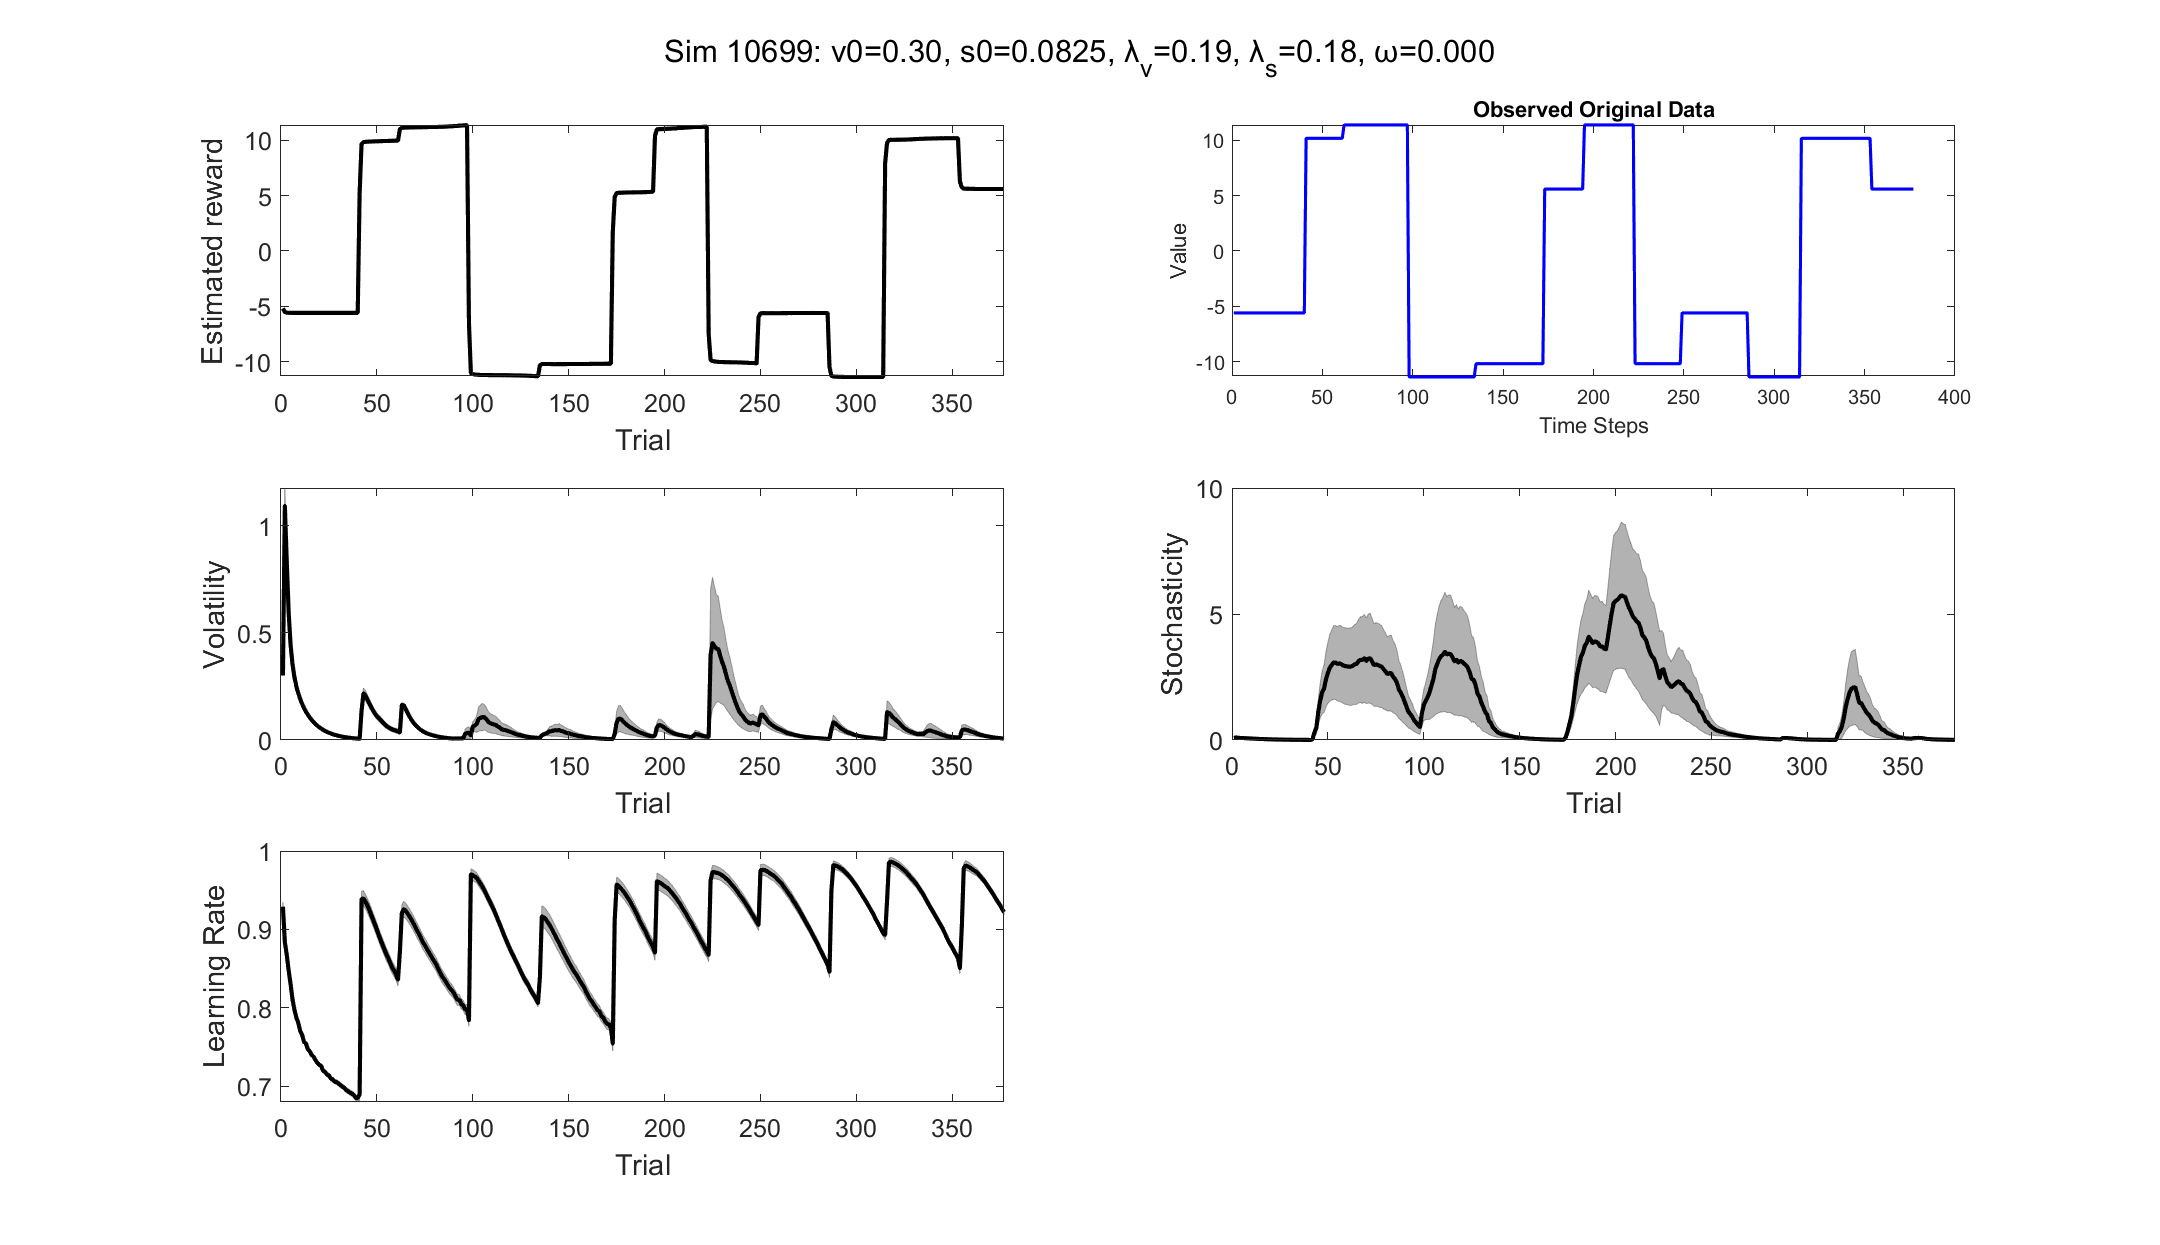 Sim 10699: v0=0.30, s0=0.0825, λv=0.19, λs=0.18, ω=0.000
Estimated reward
10
5
0
-5
-10
0 50 100 150 200 250 300 350
Trial
Observed Original Data
Value
10
5
0
-5
-10
0 50 100 150 200 250 300 350 400
Time Steps
Volatility
1
0.5
0
0 50 100 150 200 250 300 350
Trial
Stochasticity
10
5
0
0 50 100 150 200 250 300 350
Trial
Learning Rate
1
0.9
0.8
0.7
0 50 100 150 200 250 300 350
Trial